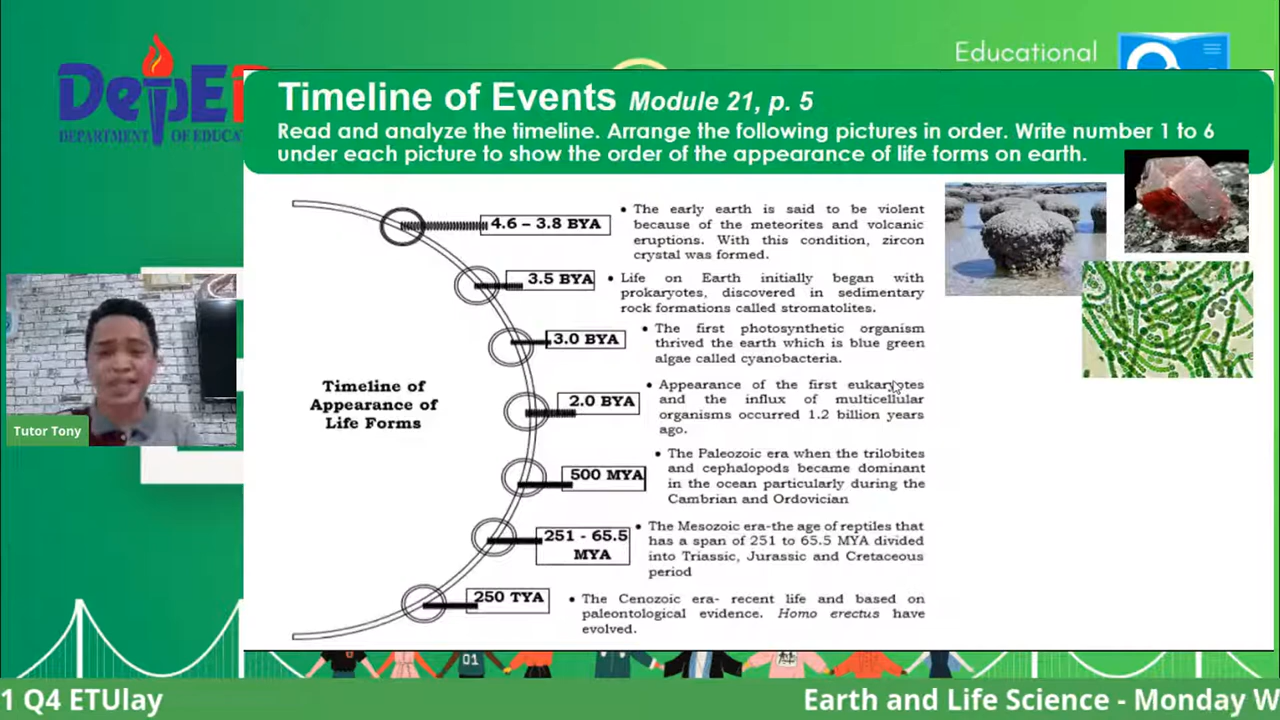 Educational
DepEd
DEPARTMENT OF EDUCA
Timeline of Events Module 21, p. 5
Read and analyze the timeline. Arrange the following pictures in order. Write number 1 to 6
under each picture to show the order of the appearance of life forms on earth.
4.6 – 3.8 BYA
• The early earth is said to be violent
because of the meteorites and volcanic
eruptions. With this condition, zircon
crystal was formed.
3.5 BYA
• Life on Earth initially began with
prokaryotes, discovered in sedimentary
rock formations called stromatolites.
3.0 BYA
• The first photosynthetic organism
thrived the earth which is blue green
algae called cyanobacteria.
Timeline of
Appearance of
Life Forms
2.0 BYA
• Appearance of the first eukaryotes
and the influx of multicellular
organisms occurred 1.2 billion years
ago.
500 MYA
• The Paleozoic era when the trilobites
and cephalopods became dominant
in the ocean particularly during the
Cambrian and Ordovician
251 - 65.5
MYA
• The Mesozoic era-the age of reptiles that
has a span of 251 to 65.5 MYA divided
into Triassic, Jurassic and Cretaceous
period
250 TYA
• The Cenozoic era- recent life and based on
paleontological evidence. Homo erectus have
evolved.
Tutor Tony
01
1 Q4 ETUlay
Earth and Life Science - Monday W